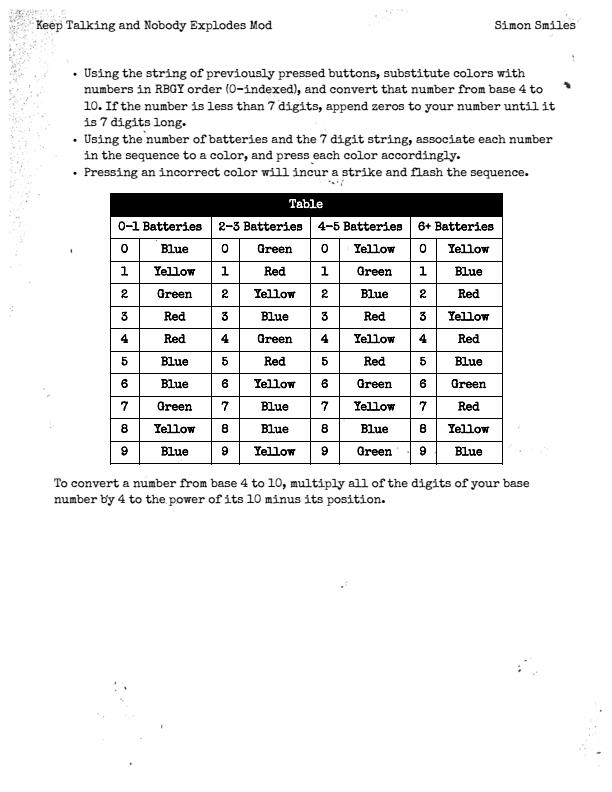 Keep Talking and Nobody Explodes Mod Simon Smiles
• Using the string of previously pressed buttons, substitute colors with
numbers in RBGY order (0-indexed), and convert that number from base 4 to
10. If the number is less than 7 digits, append zeros to your number until it
is 7 digits long.
• Using the number of batteries and the 7 digit string, associate each number
in the sequence to a color, and press each color accordingly.
• Pressing an incorrect color will incur a strike and flash the sequence.
Table
0-1 Batteries 2-3 Batteries 4-5 Batteries 6+ Batteries
0 Blue 0 Green 0 Yellow 0 Yellow
1 Yellow 1 Red 1 Green 1 Blue
2 Green 2 Yellow 2 Blue 2 Red
3 Red 3 Blue 3 Red 3 Yellow
4 Red 4 Green 4 Yellow 4 Red
5 Blue 5 Red 5 Red 5 Blue
6 Blue 6 Yellow 6 Green 6 Green
7 Green 7 Blue 7 Yellow 7 Red
8 Yellow 8 Blue 8 Blue 8 Yellow
9 Blue 9 Yellow 9 Green 9 Blue
To convert a number from base 4 to 10, multiply all of the digits of your base
number by 4 to the power of its 10 minus its position.